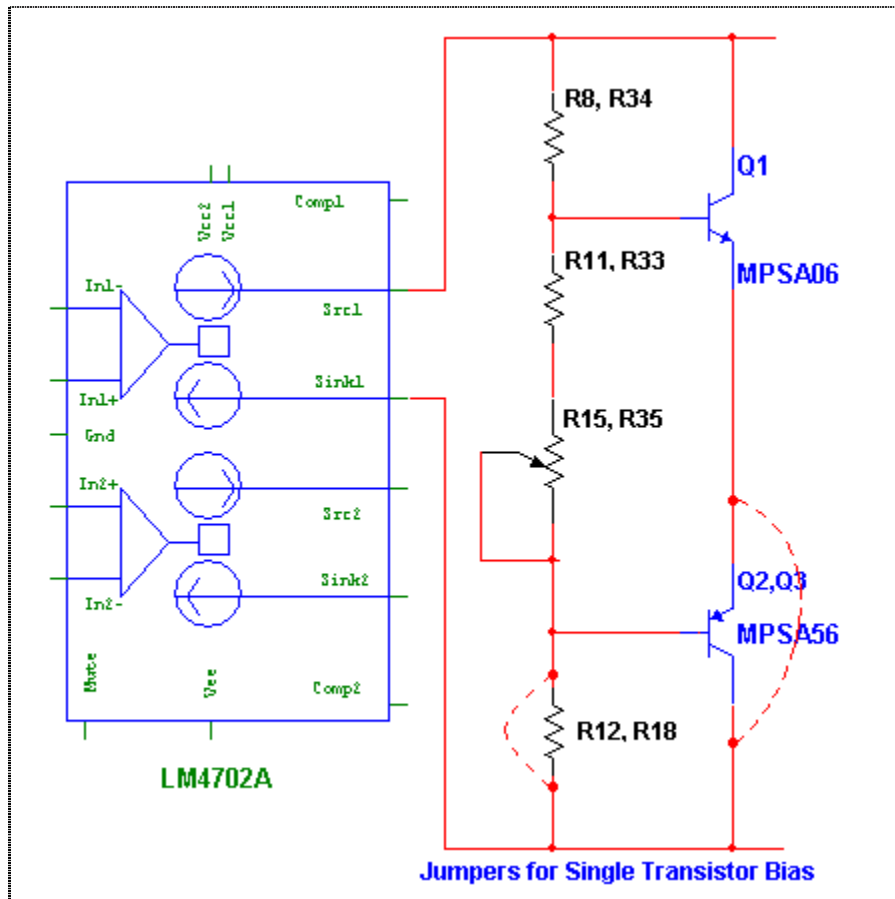 R8, R34
Q1
Comp1
Vcc2
Vcc1
R11, R33
MPSA06
In1-
Src1
Sink1
In1+
R15, R35
Gnd
In2+
Src2
Sink2
Q2,Q3
In2-
MPSA56
Mute
Vee
Comp2
R12, R18
LM4702A
Jumpers for Single Transistor Bias